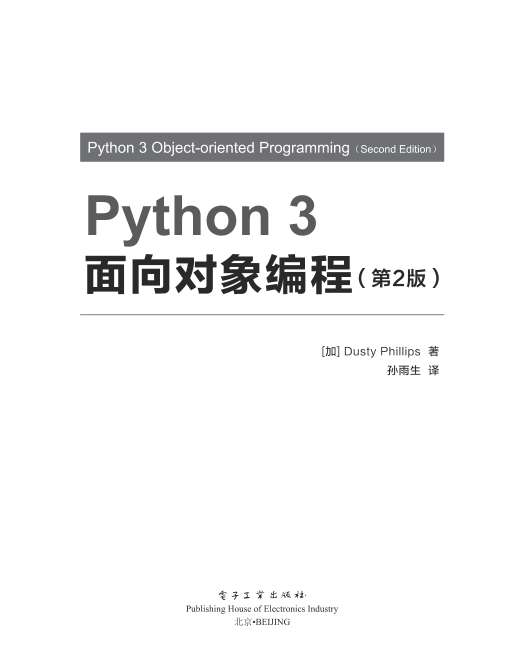 Python 3 Object-oriented Programming（Second Edition）
Python 3
面向对象编程（第2版）
[加] Dusty Phillips 著
孙雨生 译
电子工业出版社
Publishing House of Electronics Industry
北京•BEIJING